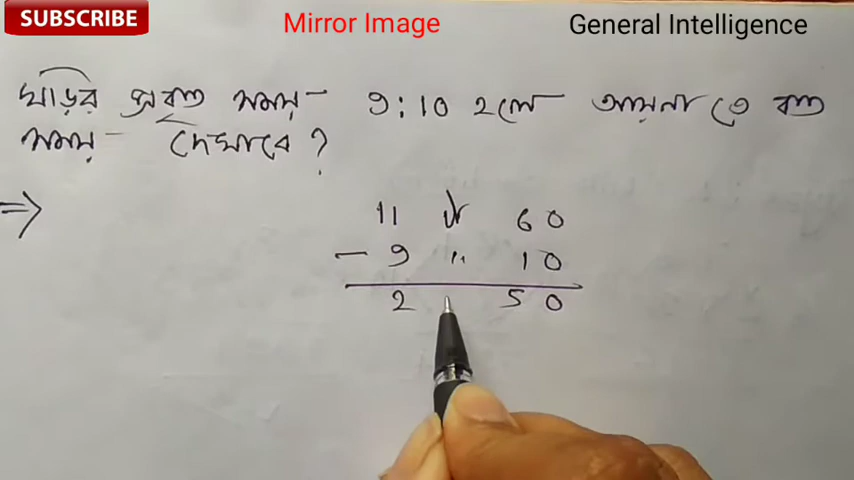 SUBSCRIBE
Mirror Image
General Intelligence
ঘড়ির প্রকৃত সময় 9:10 হলে আয়নাতে কত
সময় দেখাবে?
⇒
11 60
- 9 " 10
2 50